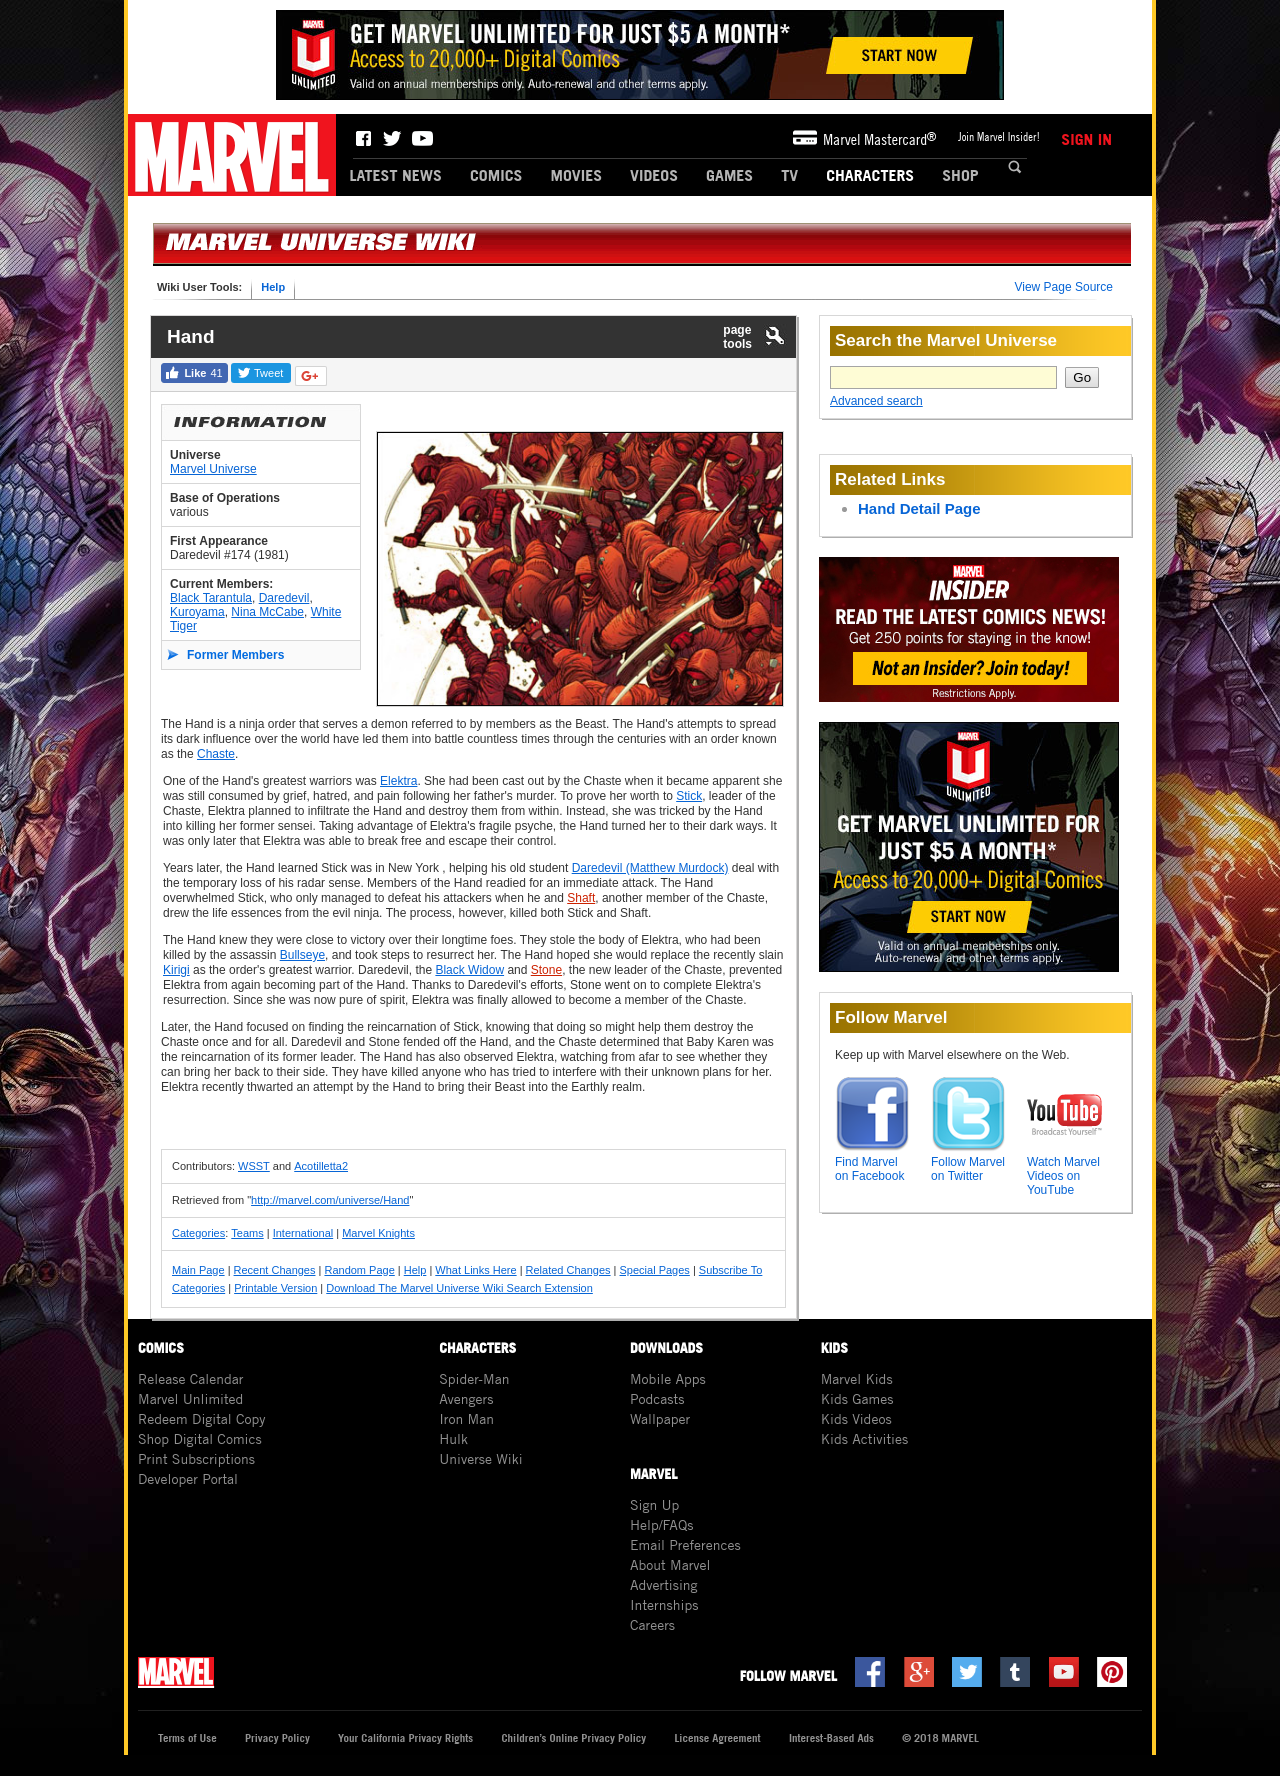 MARVEL
UNLIMITED
GET MARVEL UNLIMITED FOR JUST $5 A MONTH*
Access to 20,000+ Digital Comics
Valid on annual memberships only. Auto-renewal and other terms apply.
START NOW
MARVEL
Marvel Mastercard®
Join Marvel Insider!
SIGN IN
LATEST NEWS COMICS MOVIES VIDEOS GAMES TV CHARACTERS SHOP
MARVEL UNIVERSE WIKI
Wiki User Tools: Help
View Page Source
Hand
page
tools
Like 41 Tweet G+
INFORMATION
Universe
Marvel Universe
Base of Operations
various
First Appearance
Daredevil #174 (1981)
Current Members:
Black Tarantula, Daredevil,
Kuroyama, Nina McCabe, White
Tiger
Former Members
The Hand is a ninja order that serves a demon referred to by members as the Beast. The Hand's attempts to spread
its dark influence over the world have led them into battle countless times through the centuries with an order known
as the Chaste.
One of the Hand's greatest warriors was Elektra. She had been cast out by the Chaste when it became apparent she
was still consumed by grief, hatred, and pain following her father's murder. To prove her worth to Stick, leader of the
Chaste, Elektra planned to infiltrate the Hand and destroy them from within. Instead, she was tricked by the Hand
into killing her former sensei. Taking advantage of Elektra's fragile psyche, the Hand turned her to their dark ways. It
was only later that Elektra was able to break free and escape their control.
Years later, the Hand learned Stick was in New York , helping his old student Daredevil (Matthew Murdock) deal with
the temporary loss of his radar sense. Members of the Hand readied for an immediate attack. The Hand
overwhelmed Stick, who only managed to defeat his attackers when he and Shaft, another member of the Chaste,
drew the life essences from the evil ninja. The process, however, killed both Stick and Shaft.
The Hand knew they were close to victory over their longtime foes. They stole the body of Elektra, who had been
killed by the assassin Bullseye, and took steps to resurrect her. The Hand hoped she would replace the recently slain
Kirigi as the order's greatest warrior. Daredevil, the Black Widow and Stone, the new leader of the Chaste, prevented
Elektra from again becoming part of the Hand. Thanks to Daredevil's efforts, Stone went on to complete Elektra's
resurrection. Since she was now pure of spirit, Elektra was finally allowed to become a member of the Chaste.
Later, the Hand focused on finding the reincarnation of Stick, knowing that doing so might help them destroy the
Chaste once and for all. Daredevil and Stone fended off the Hand, and the Chaste determined that Baby Karen was
the reincarnation of its former leader. The Hand has also observed Elektra, watching from afar to see whether they
can bring her back to their side. They have killed anyone who has tried to interfere with their unknown plans for her.
Elektra recently thwarted an attempt by the Hand to bring their Beast into the Earthly realm.
Contributors: WSST and Acotilletta2
Retrieved from "http://marvel.com/universe/Hand"
Categories: Teams | International | Marvel Knights
Main Page | Recent Changes | Random Page | Help | What Links Here | Related Changes | Special Pages | Subscribe To
Categories | Printable Version | Download The Marvel Universe Wiki Search Extension
Search the Marvel Universe
Go
Advanced search
Related Links
Hand Detail Page
MARVEL
INSIDER
READ THE LATEST COMICS NEWS!
Get 250 points for staying in the know!
Not an Insider? Join today!
Restrictions Apply.
MARVEL
UNLIMITED
GET MARVEL UNLIMITED FOR
JUST $5 A MONTH*
Access to 20,000+ Digital Comics
START NOW
Valid on annual memberships only.
Auto-renewal and other terms apply.
Follow Marvel
Keep up with Marvel elsewhere on the Web.
YouTube
Broadcast Yourself™
Find Marvel
on Facebook
Follow Marvel
on Twitter
Watch Marvel
Videos on
YouTube
COMICS
Release Calendar
Marvel Unlimited
Redeem Digital Copy
Shop Digital Comics
Print Subscriptions
Developer Portal
CHARACTERS
Spider-Man
Avengers
Iron Man
Hulk
Universe Wiki
DOWNLOADS
Mobile Apps
Podcasts
Wallpaper
MARVEL
Sign Up
Help/FAQs
Email Preferences
About Marvel
Advertising
Internships
Careers
KIDS
Marvel Kids
Kids Games
Kids Videos
Kids Activities
MARVEL
FOLLOW MARVEL
Terms of Use Privacy Policy Your California Privacy Rights Children's Online Privacy Policy License Agreement Interest-Based Ads © 2018 MARVEL